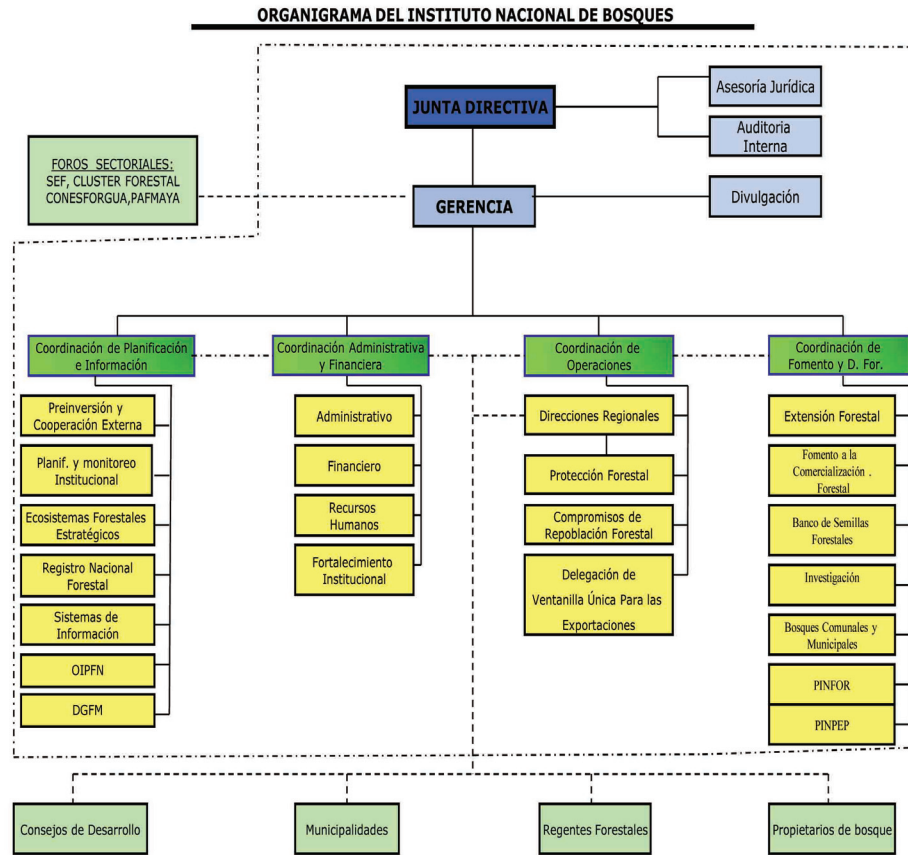 ORGANIGRAMA DEL INSTITUTO NACIONAL DE BOSQUES
JUNTA DIRECTIVA
Asesoría Jurídica
Auditoria
Interna
FOROS SECTORIALES:
SEF, CLUSTER FORESTAL
CONESFORGUA,PAFMAYA
GERENCIA
Divulgación
Coordinación de Planificación
e Información
Preinversión y
Cooperación Externa
Planif. y monitoreo
Institucional
Ecosistemas Forestales
Estratégicos
Registro Nacional
Forestal
Sistemas de
Información
OIPFN
DGFM
Coordinación Administrativa
y Financiera
Administrativo
Financiero
Recursos
Humanos
Fortalecimiento
Institucional
Coordinación de
Operaciones
Direcciones Regionales
Protección Forestal
Compromisos de
Repoblación Forestal
Delegación de
Ventanilla Única Para las
Exportaciones
Coordinación de
Fomento y D. For.
Extensión Forestal
Fomento a la
Comercialización .
Forestal
Banco de Semillas
Forestales
Investigación
Bosques Comunales y
Municipales
PINFOR
PINPEP
Consejos de Desarrollo
Municipalidades
Regentes Forestales
Propietarios de bosque